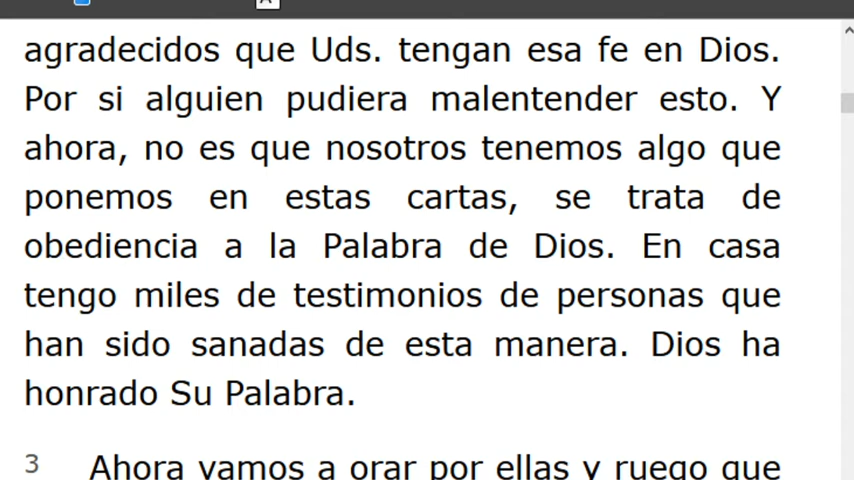 agradecidos que Uds. tengan esa fe en Dios.
Por si alguien pudiera malentender esto. Y
ahora, no es que nosotros tenemos algo que
ponemos en estas cartas, se trata de
obediencia a la Palabra de Dios. En casa
tengo miles de testimonios de personas que
han sido sanadas de esta manera. Dios ha
honrado Su Palabra.
3 Ahora vamos a orar por ellas y ruego que